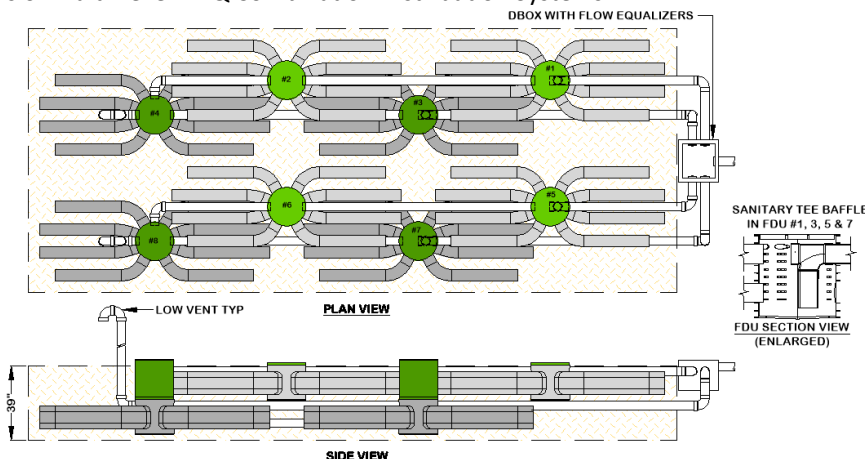 DBOX WITH FLOW EQUALIZERS
#1
#2
#3
#4
#5
#6
#7
#8
SANITARY TEE BAFFLE
IN FDU #1, 3, 5 & 7
PLAN VIEW
LOW VENT TYP
FDU SECTION VIEW
(ENLARGED)
39"
SIDE VIEW